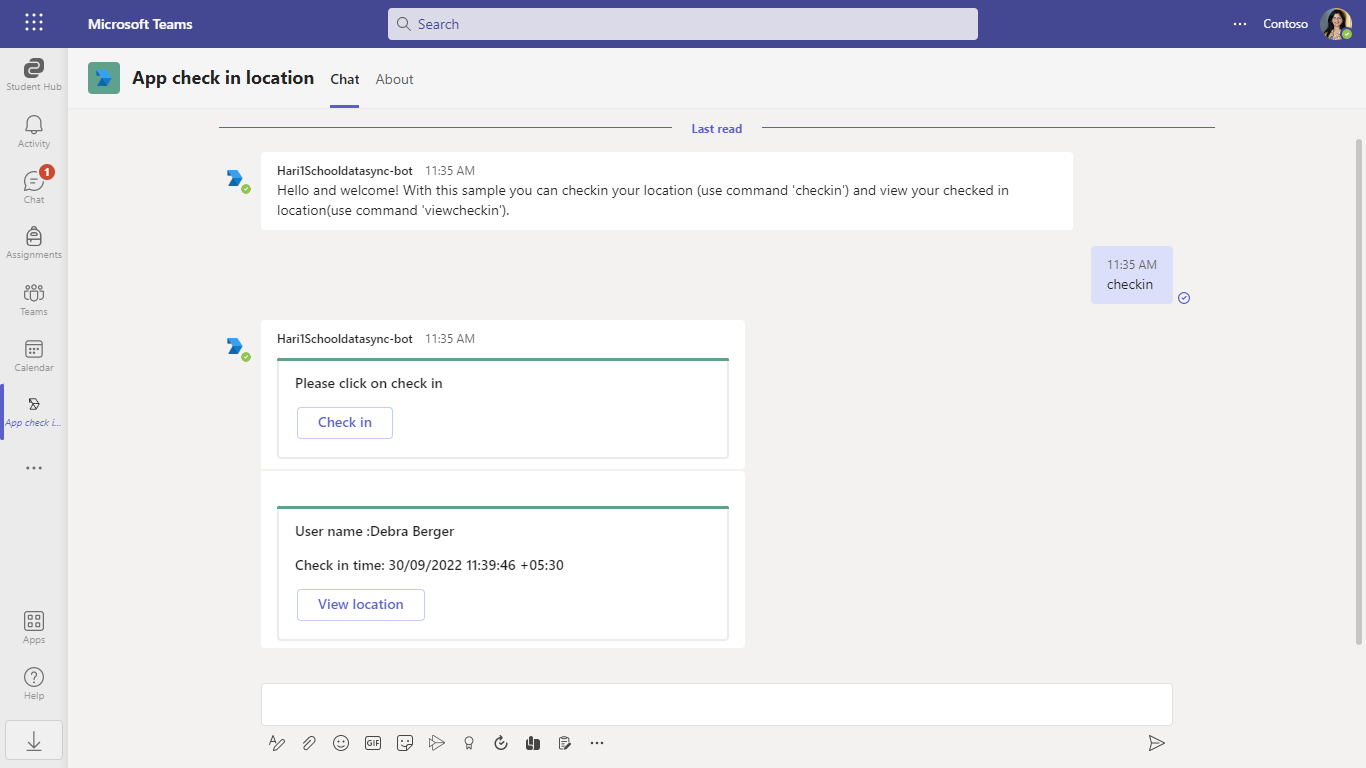 Microsoft Teams
Search
Contoso
Student Hub
Activity
1
Chat
Assignments
Teams
Calendar
App check i...
Apps
Help
App check in location
Chat
About
Last read
Hari1Schooldatasync-bot 11:35 AM
Hello and welcome! With this sample you can checkin your location (use command 'checkin') and view your checked in
location(use command 'viewcheckin').
11:35 AM
checkin
Hari1Schooldatasync-bot 11:35 AM
Please click on check in
Check in
User name :Debra Berger
Check in time: 30/09/2022 11:39:46 +05:30
View location
GIF